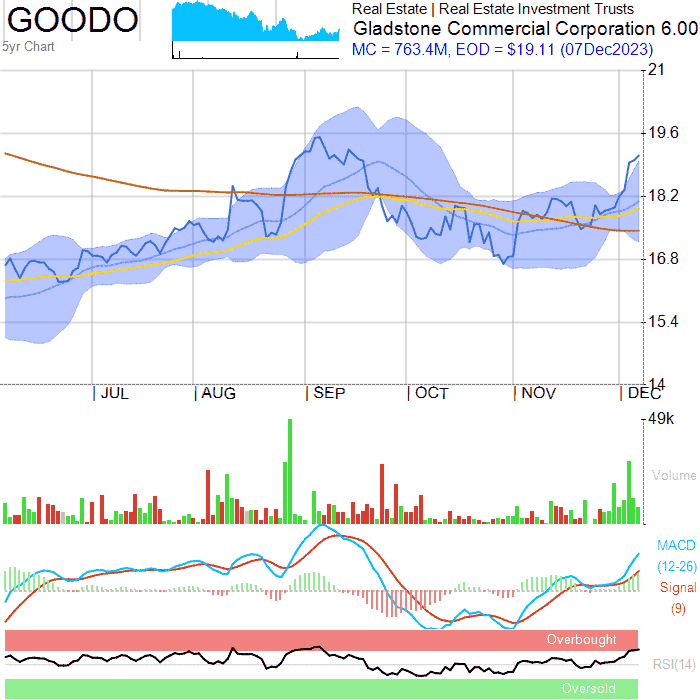 GOODO
5yr Chart
Real Estate | Real Estate Investment Trusts
Gladstone Commercial Corporation 6.00
MC = 763.4M, EOD = $19.11 (07Dec2023)
21
19.6
18.2
16.8
15.4
14
JUL AUG SEP OCT NOV DEC
49k
Volume
MACD
(12-26)
Signal
(9)
Overbought
RSI(14)
Oversold